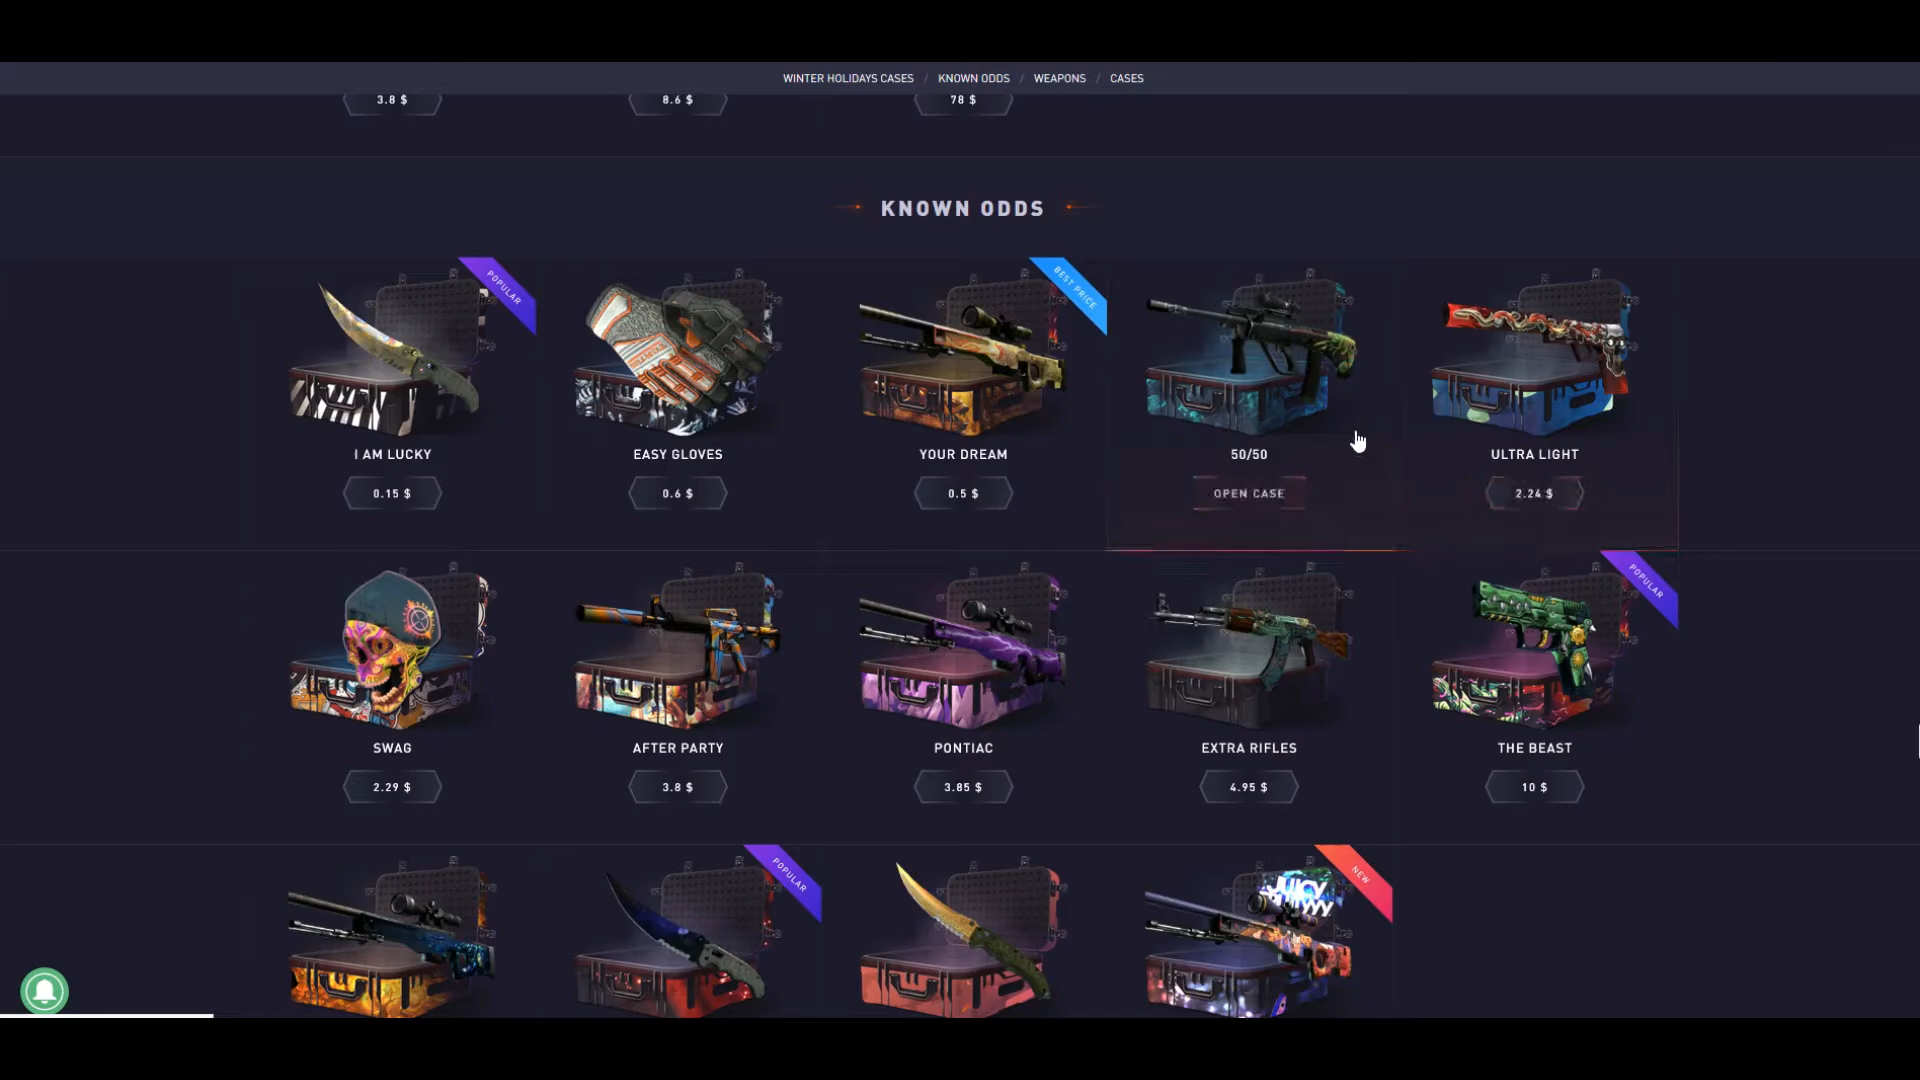 WINTER HOLIDAYS CASES / KNOWN ODDS / WEAPONS / CASES
3.8 $ 8.6 $ 78 $
KNOWN ODDS
POPULAR
BEST PRICE
I AM LUCKY EASY GLOVES YOUR DREAM 50/50 ULTRA LIGHT
0.15 $ 0.6 $ 0.5 $ OPEN CASE 2.24 $
POPULAR
SWAG AFTER PARTY PONTIAC EXTRA RIFLES THE BEAST
2.29 $ 3.8 $ 3.85 $ 4.95 $ 10 $
POPULAR
NEW
JUICY